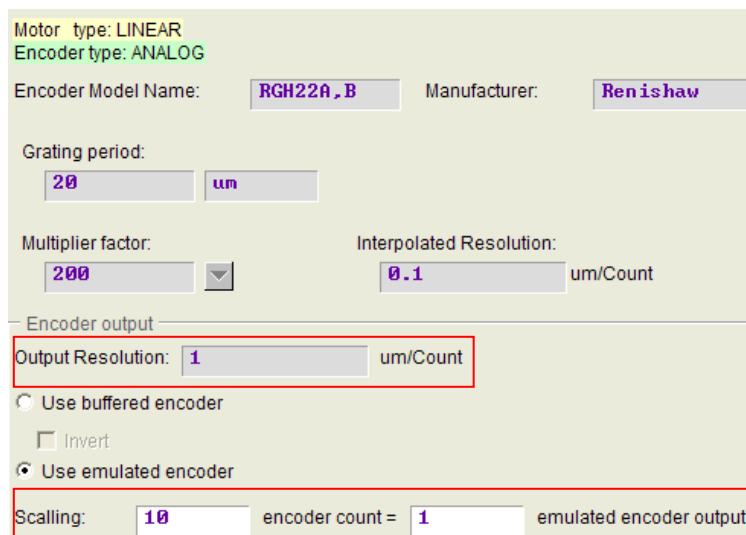 Motor type: LINEAR
Encoder type: ANALOG
Encoder Model Name: RGH22A,B Manufacturer: Renishaw
Grating period:
20 um
Multiplier factor: Interpolated Resolution:
200 0.1 um/Count
Encoder output
Output Resolution: 1 um/Count
Use buffered encoder
Invert
Use emulated encoder
Scalling: 10 encoder count = 1 emulated encoder output